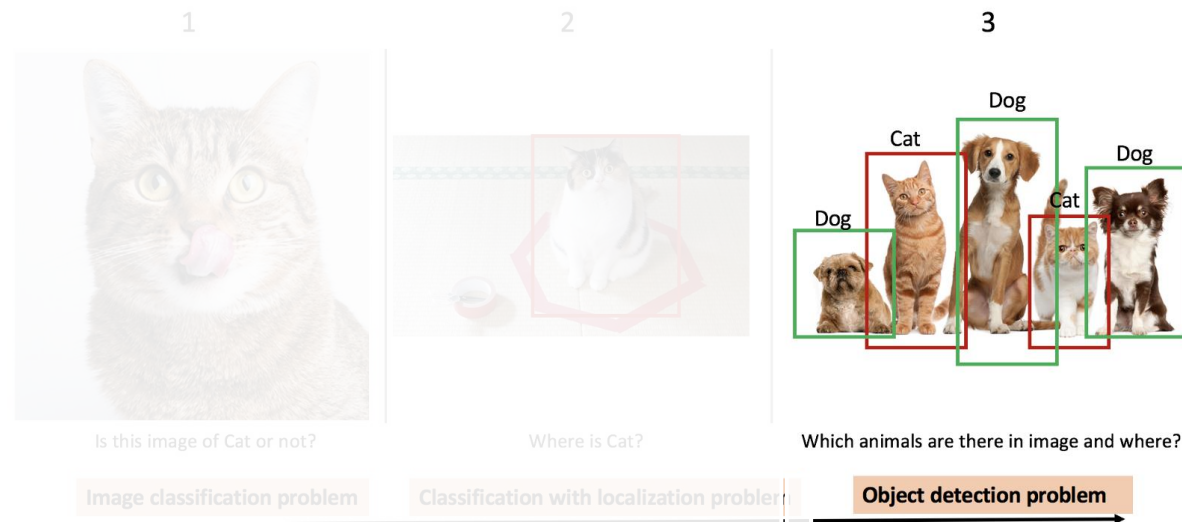 1
2
3
Dog
Cat
Dog
Dog
Cat
Is this image of Cat or not?
Where is Cat?
Which animals are there in image and where?
Image classification problem
Classification with localization problem
Object detection problem